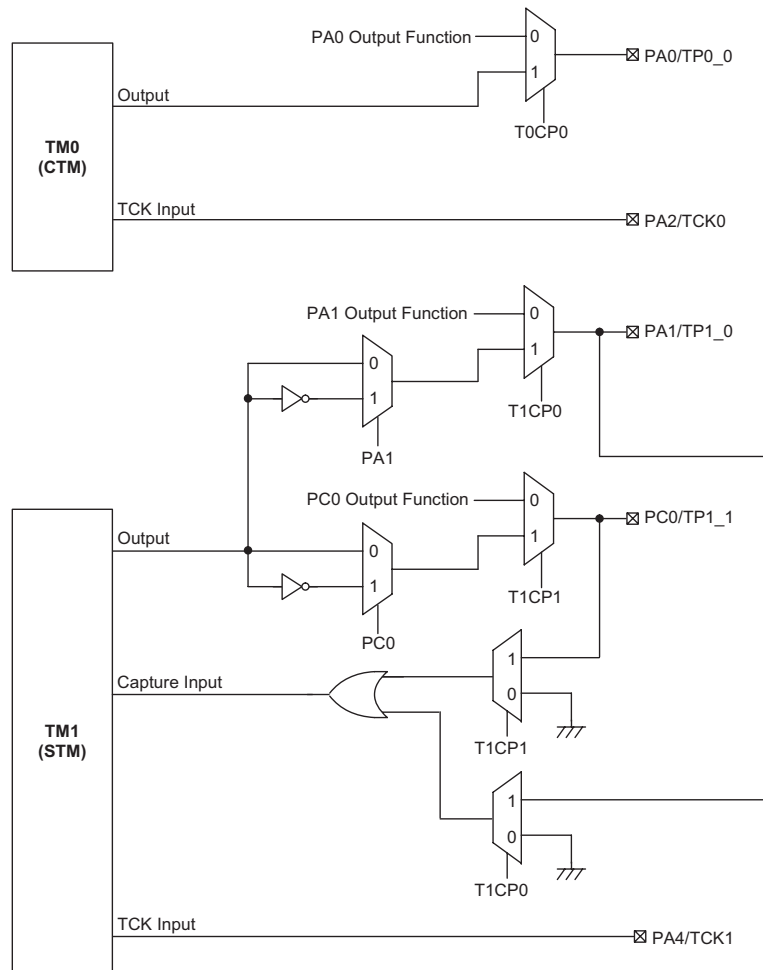 PA0 Output Function
0
PA0/TP0_0
1
Output
T0CP0
TM0
(CTM)
TCK Input
PA2/TCK0
PA1 Output Function
0
PA1/TP1_0
1
0
1
T1CP0
PA1
PC0 Output Function
0
PC0/TP1_1
Output
0
1
1
T1CP1
PC0
1
Capture Input
0
TM1
(STM)
T1CP1
1
0
T1CP0
TCK Input
PA4/TCK1